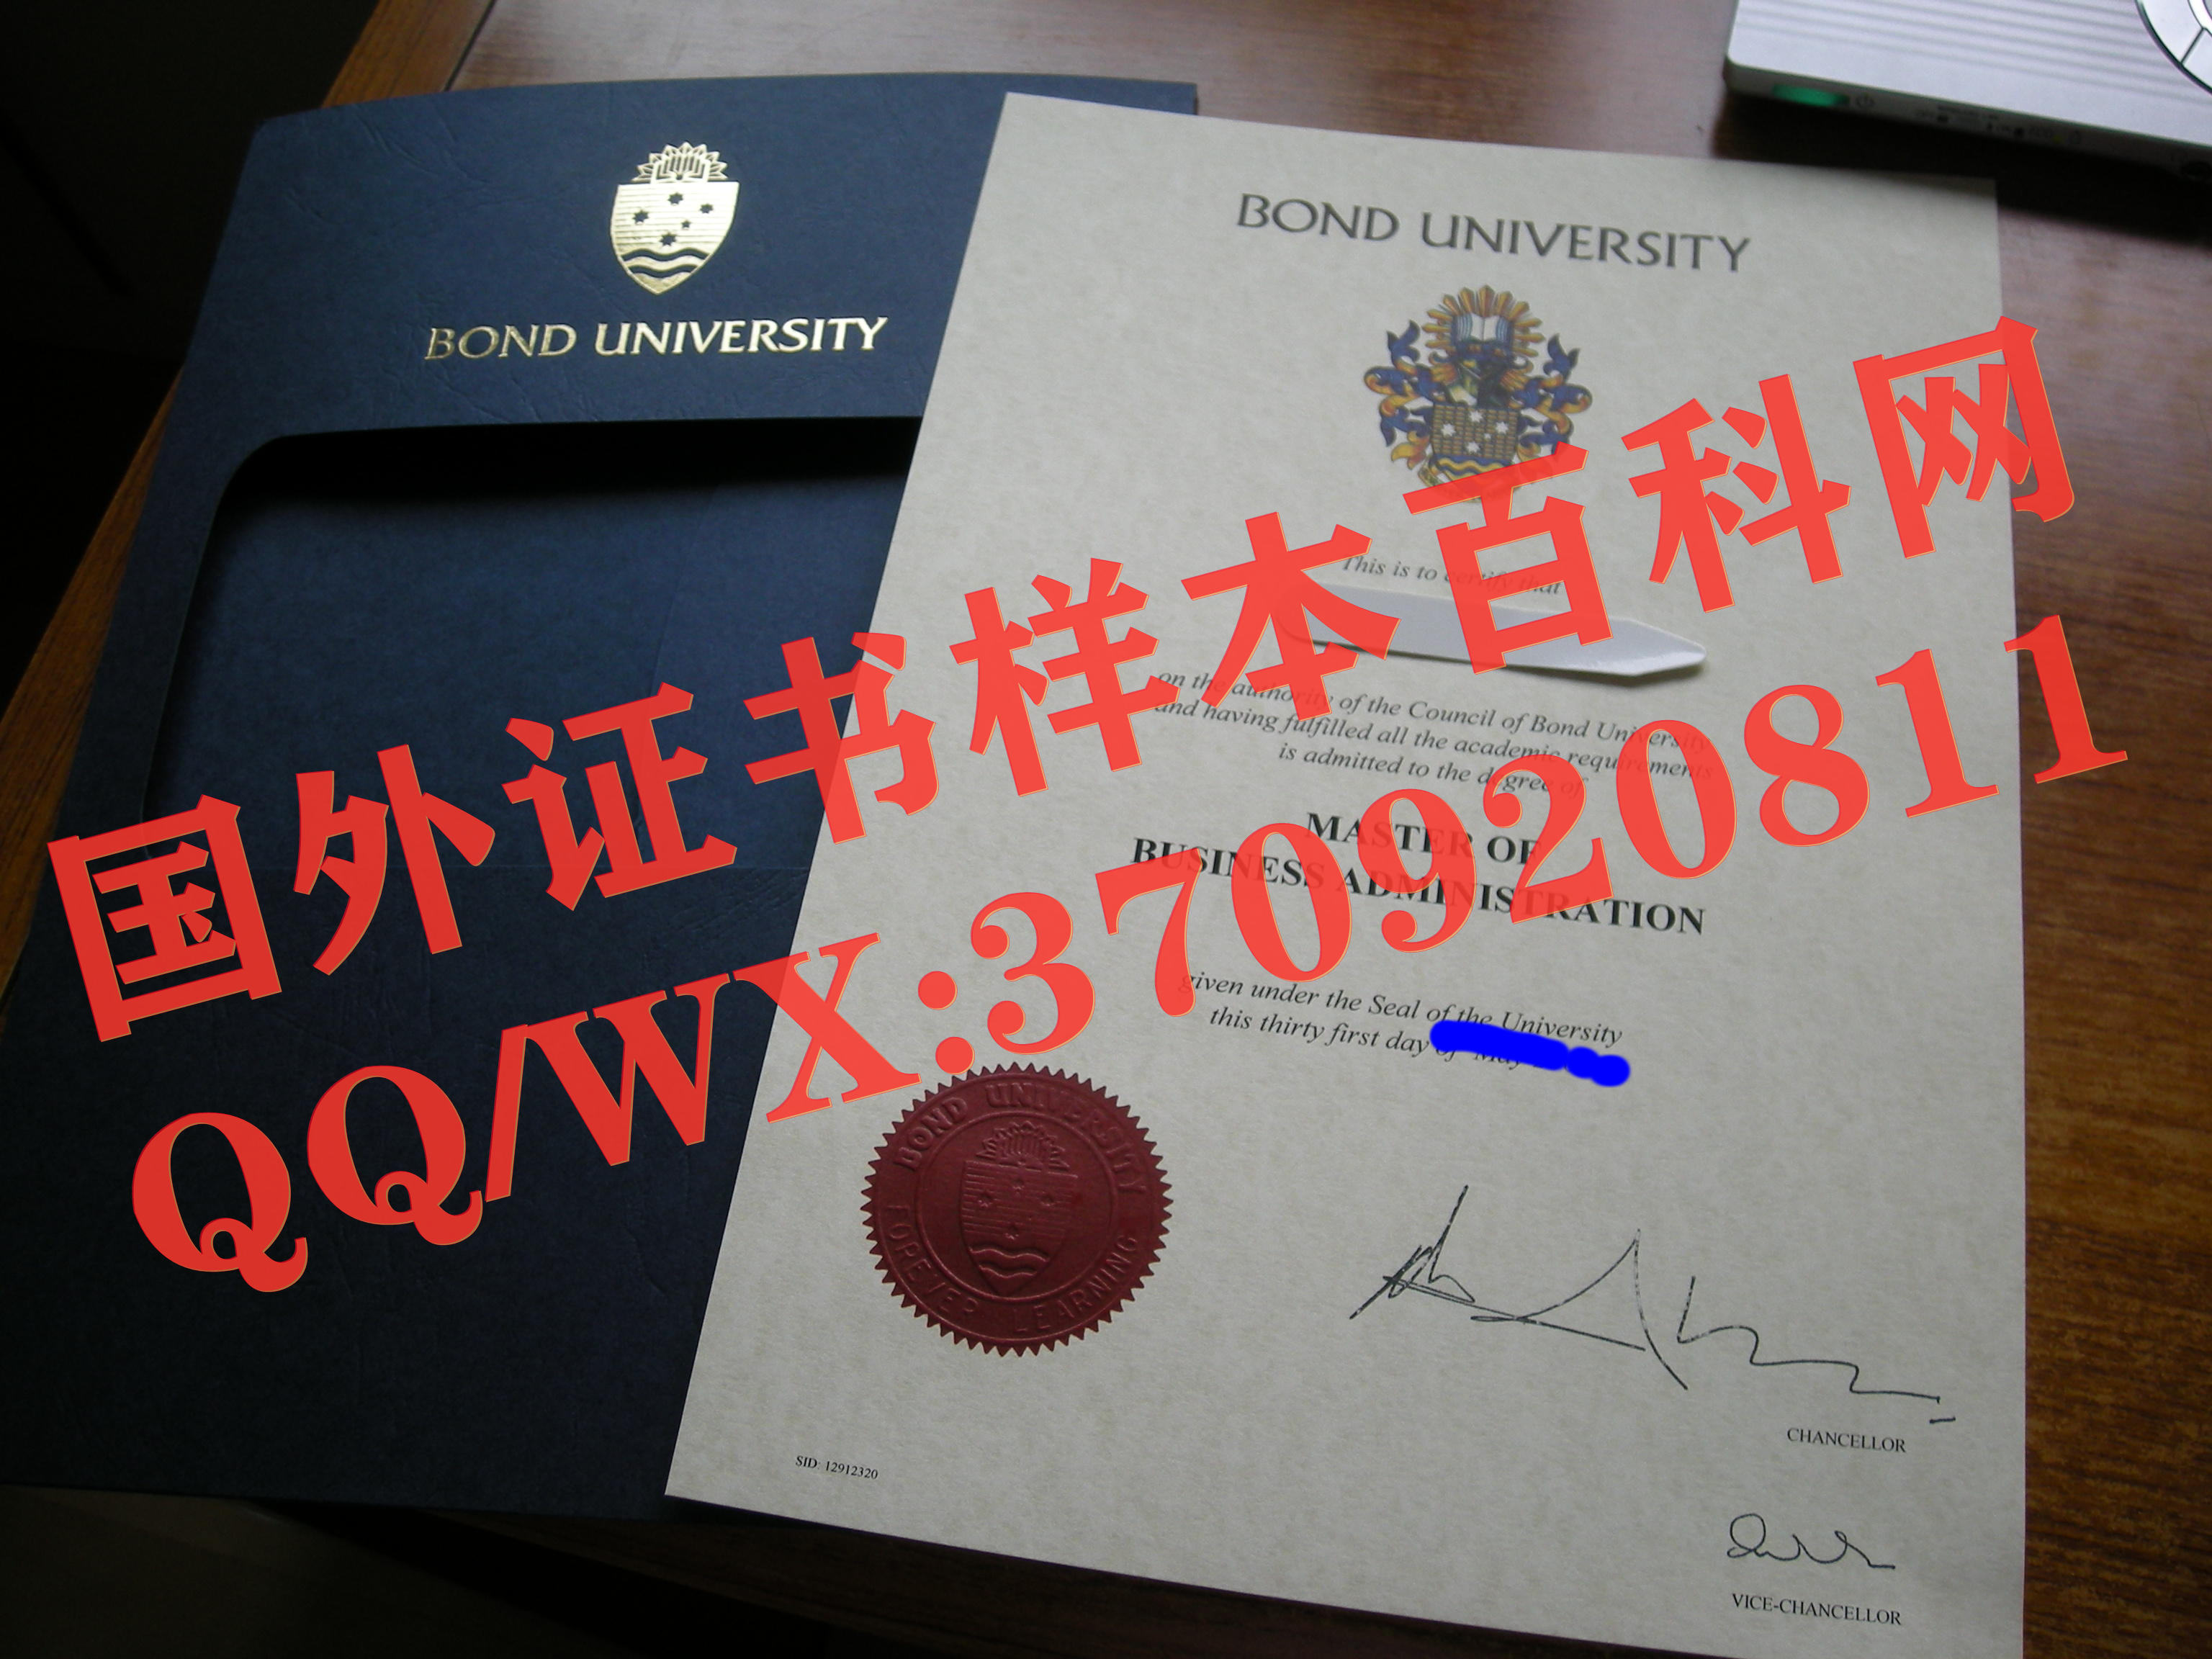 BOND UNIVERSITY
BOND UNIVERSITY
This is to certify that
on the authority of the Council of Bond University
and having fulfilled all the academic requirements
is admitted to the degree of
MASTER OF
BUSINESS ADMINISTRATION
given under the Seal of the University
this thirty first day of May
BOND UNIVERSITY
FOREVER LEARNING
CHANCELLOR
SID: 12912320
VICE-CHANCELLOR
国外证书样本百科网
QQ/WX:370920811